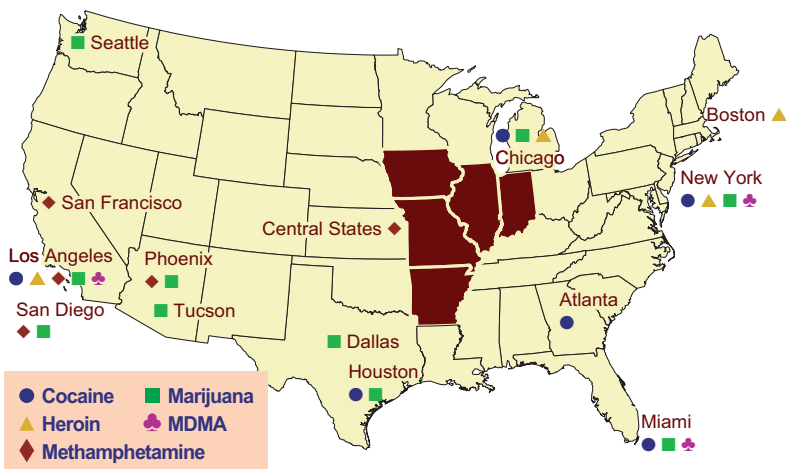 Seattle
Boston
Chicago
New York
San Francisco
Central States
Los Angeles
Phoenix
Atlanta
San Diego
Tucson
Dallas
Houston
Cocaine
Marijuana
Heroin
MDMA
Methamphetamine
Miami